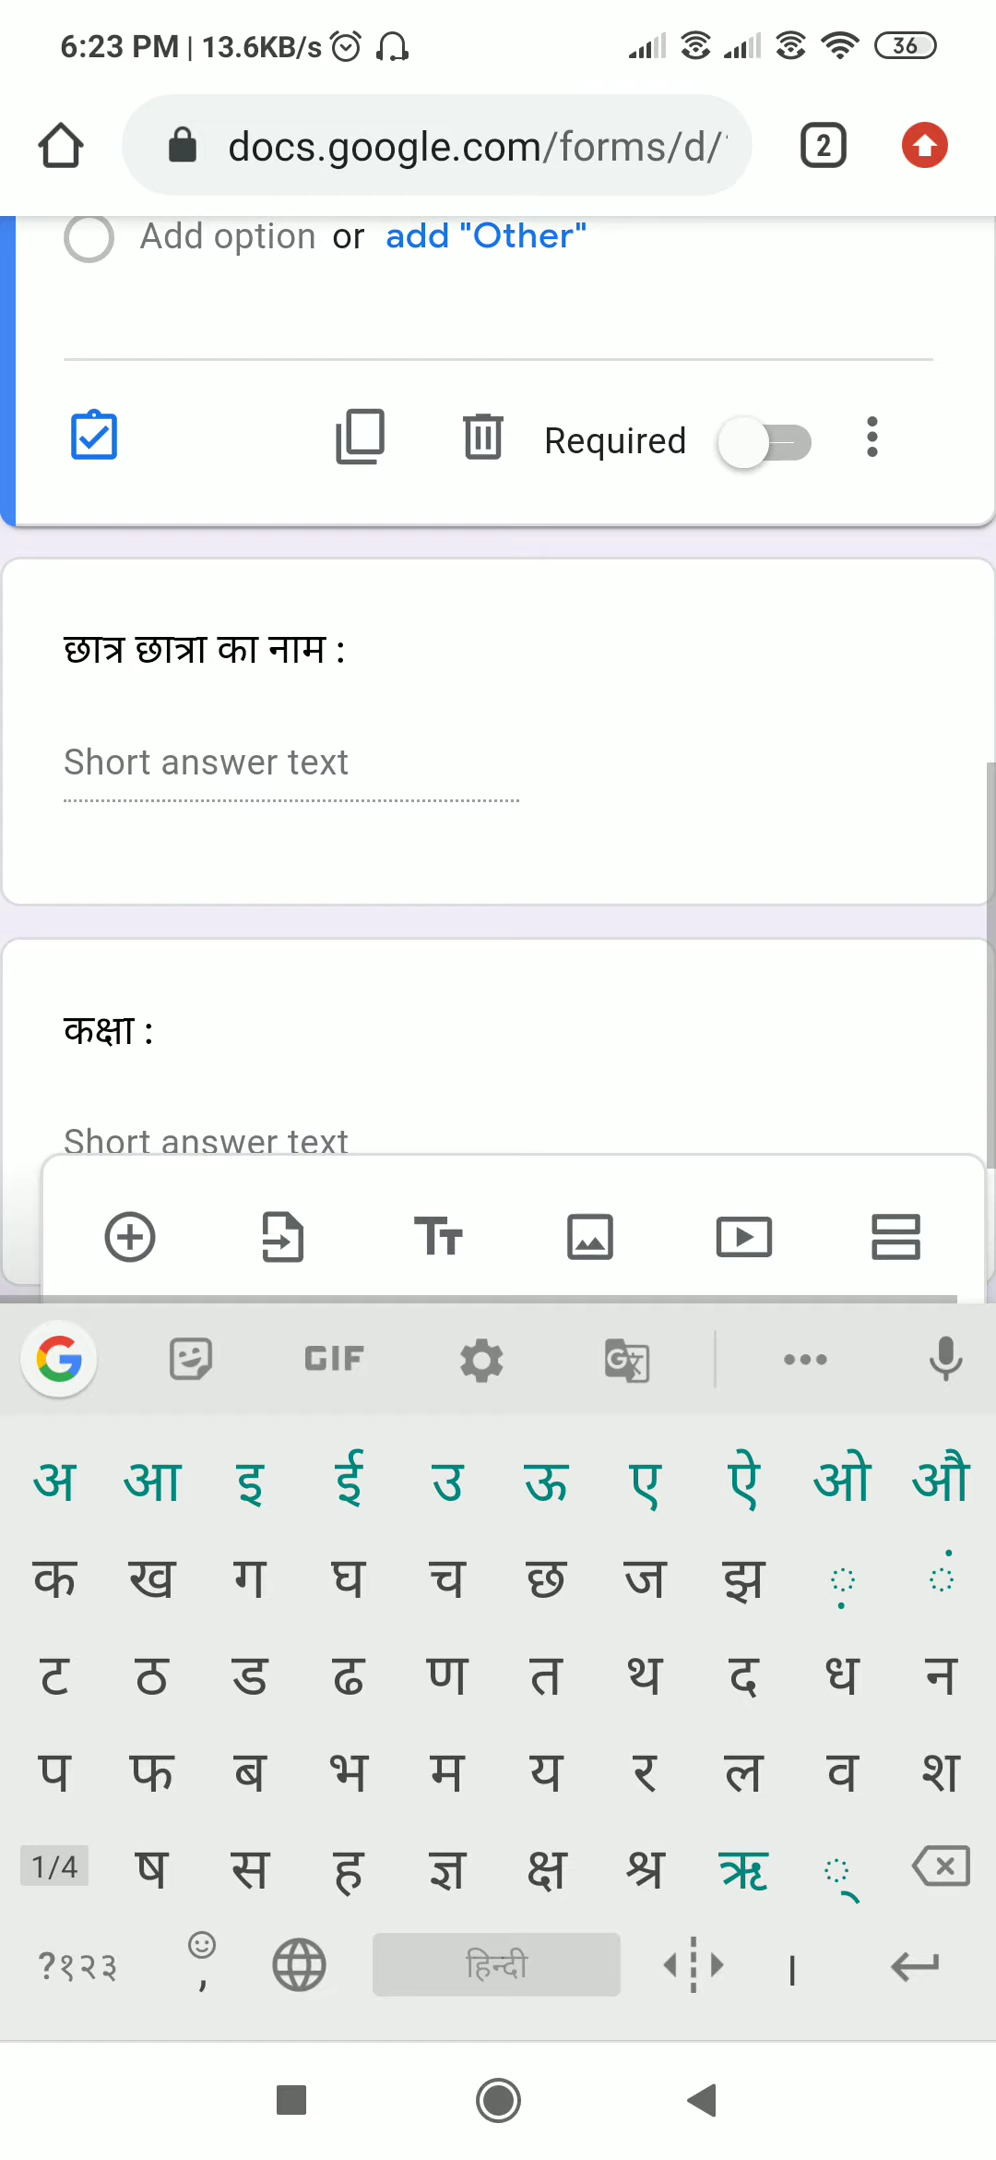 6:23 PM | 13.6KB/s 36
docs.google.com/forms/d/ 2
Add option or add "Other"
Required
छात्र छात्रा का नाम :
Short answer text
कक्षा :
Short answer text
GIF
अ आ इ ई उ ऊ ए ऐ ओ औ
क ख ग घ च छ ज झ ़ ं
ट ठ ड ढ ण त थ द ध न
प फ ब भ म य र ल व श
1/4 ष स ह ज्ञ क्ष श्र ऋ ्
?१२३ , हिन्दी ।